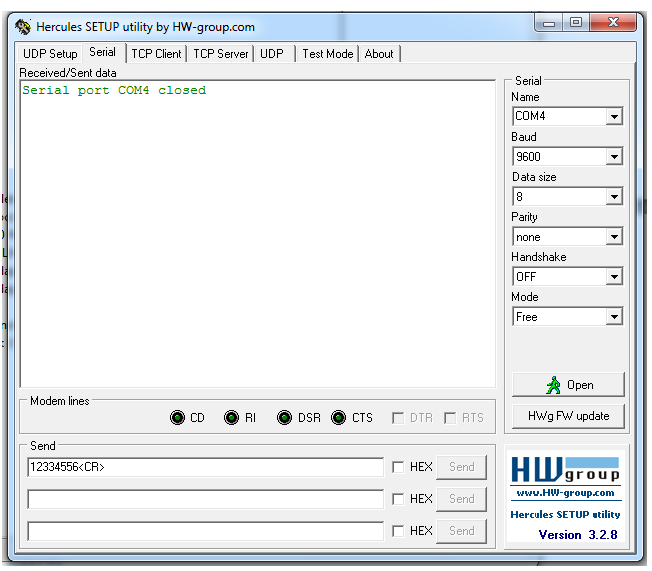 Hercules SETUP utility by HW-group.com
UDP Setup Serial TCP Client TCP Server UDP Test Mode About
Received/Sent data
Serial port COM4 closed
Serial
Name
COM4
Baud
9600
Data size
8
Parity
none
Handshake
OFF
Mode
Free
Open
HWg FW update
Modem lines
CD RI DSR CTS DTR RTS
Send
12334556<CR> HEX Send
HEX Send
HEX Send
HW group
www.HW-group.com
Hercules SETUP utility
Version 3.2.8